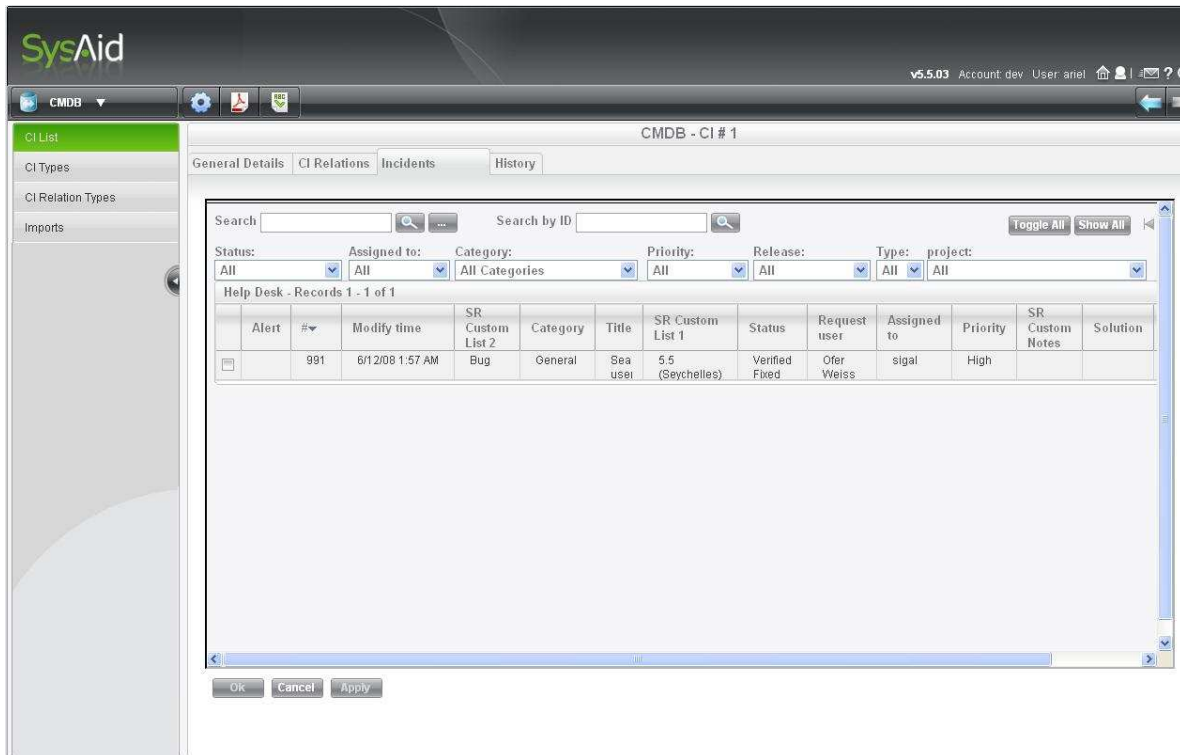 SysAid
v5.5.03 Account: dev User ariel
CMDB
CI List
CI Types
CI Relation Types
Imports
CMDB - CI # 1
General Details CI Relations Incidents History
Search ... Search by ID Toggle All Show All
Status: Assigned to: Category: Priority: Release: Type: project:
All All All Categories All All All All
Help Desk - Records 1 - 1 of 1
Alert # Modify time SR Custom List 2 Category Title SR Custom List 1 Status Request user Assigned to Priority SR Custom Notes Solution
991 6/12/08 1:57 AM Bug General Sea user 5.5 (Seychelles) Verified Fixed Ofer Weiss sigal High
Ok Cancel Apply